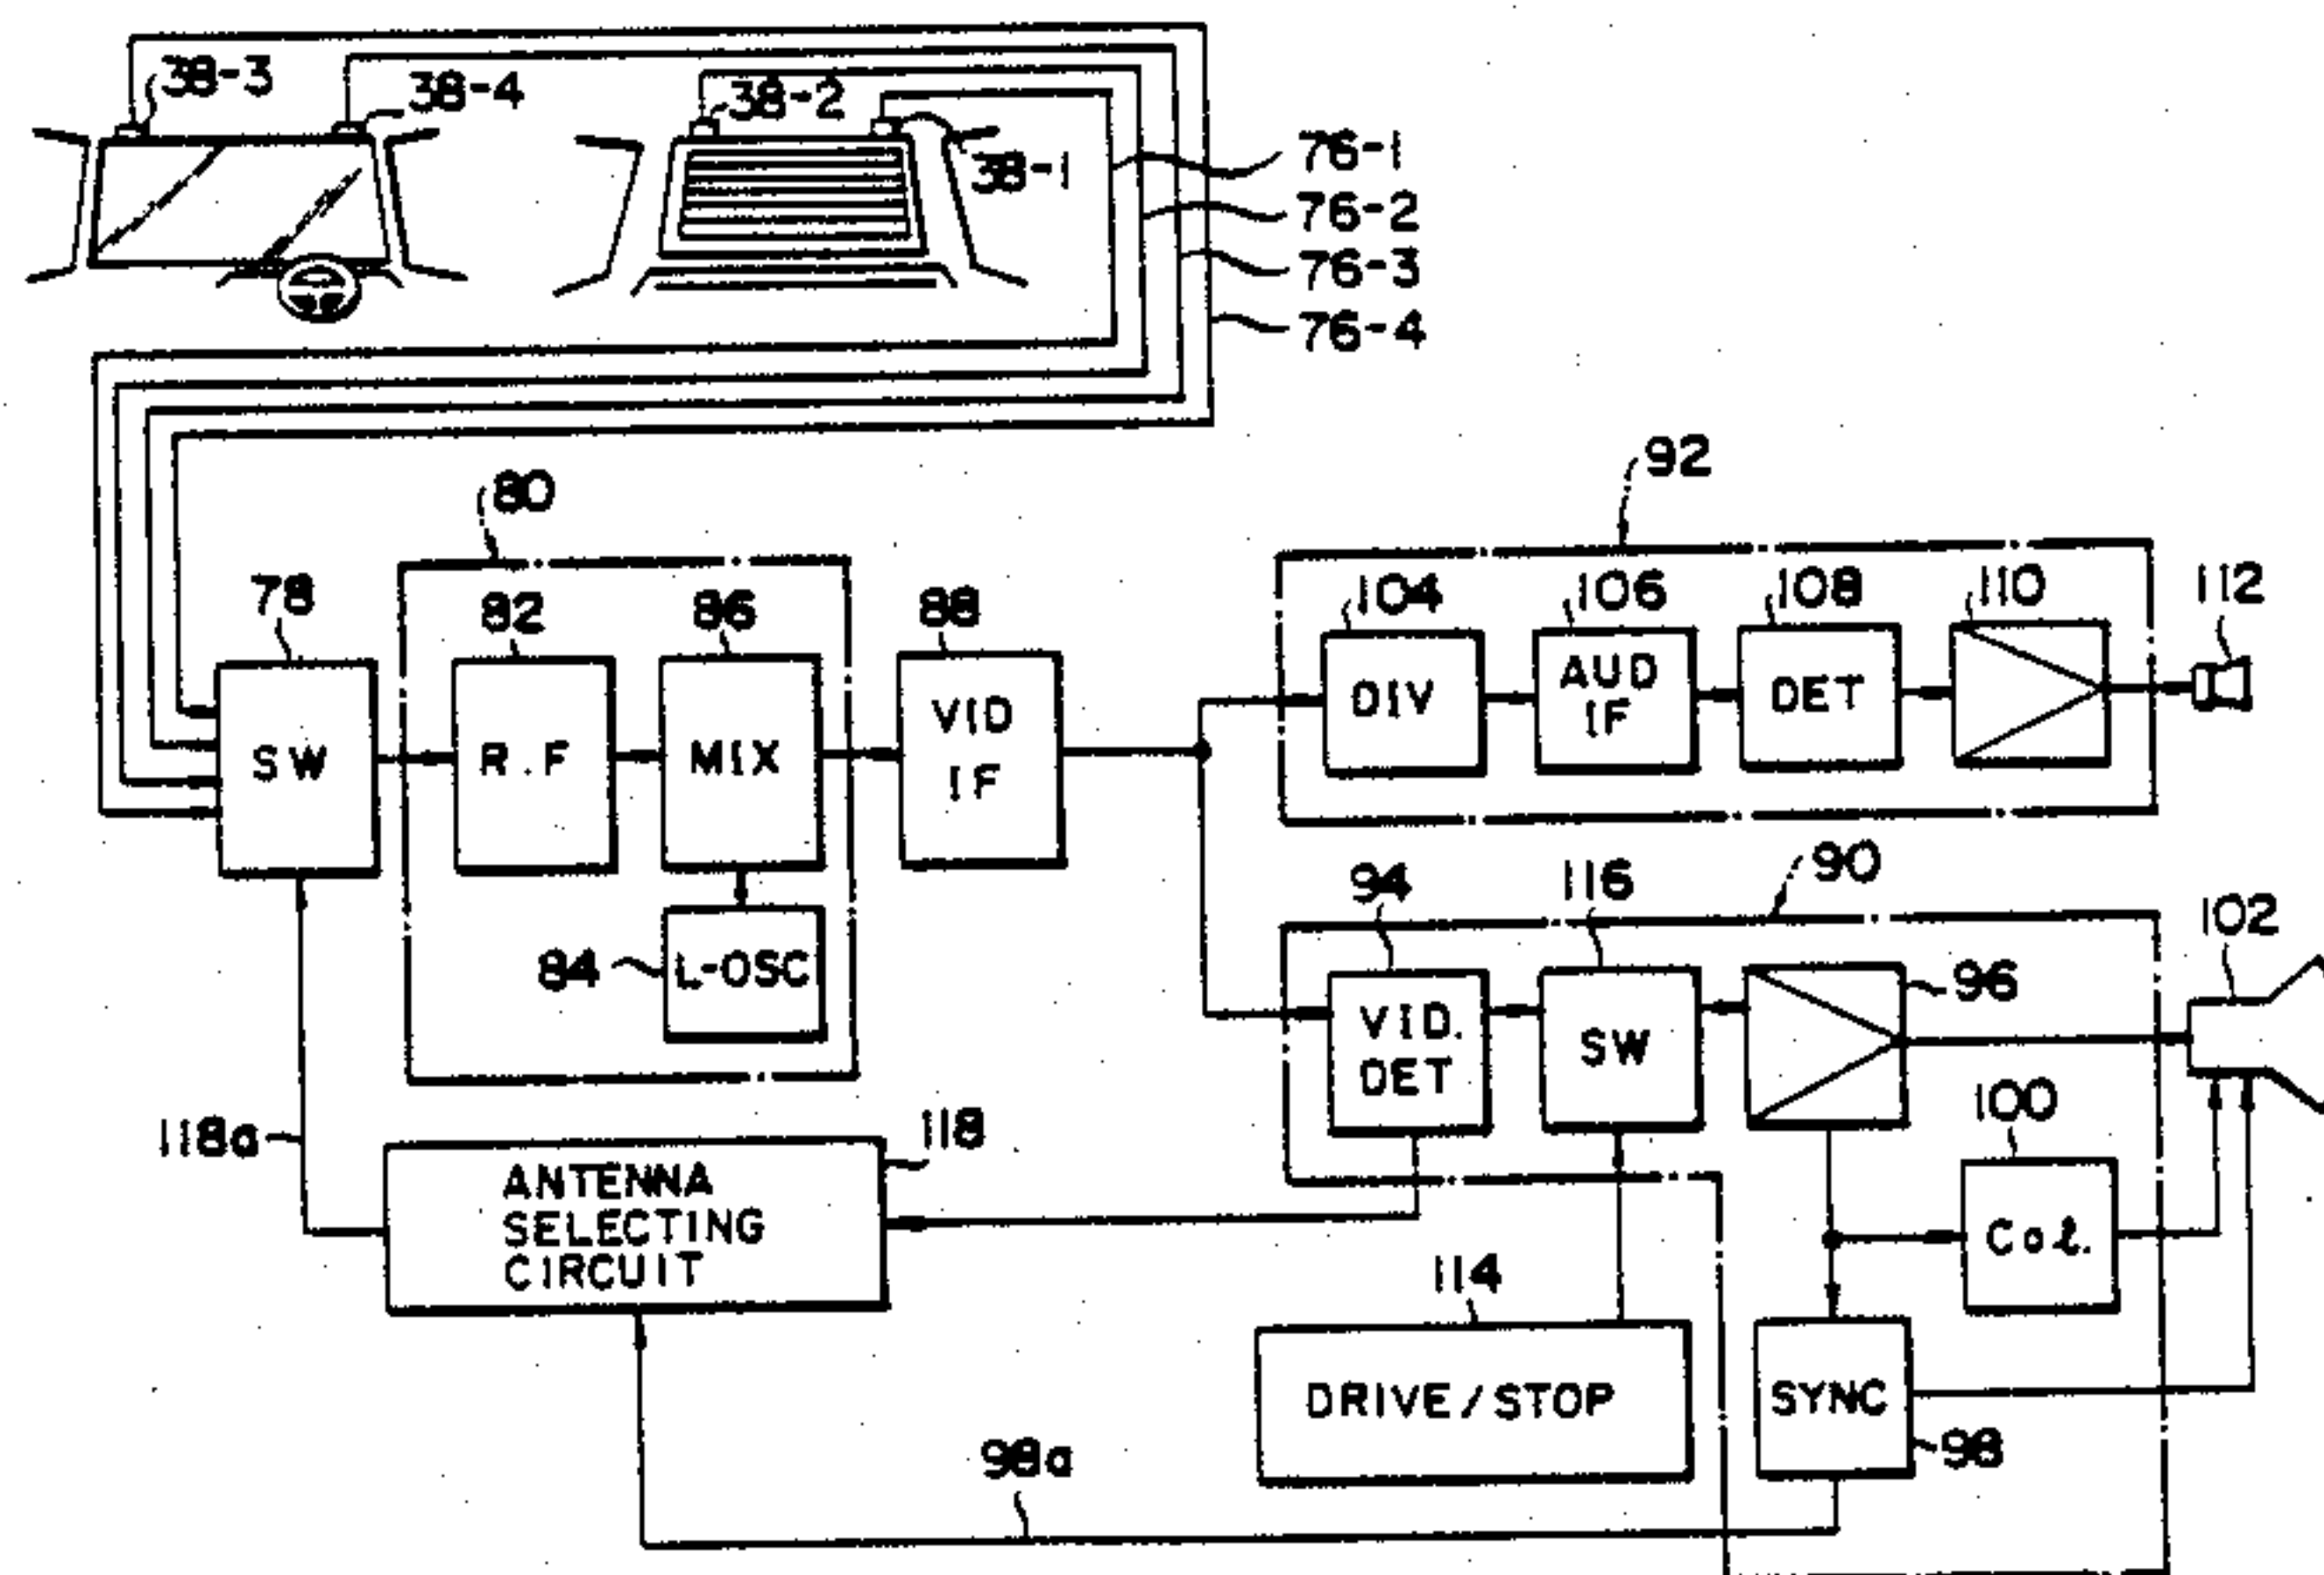 38-3
38-4
38-2
38-1
76-1
76-2
76-3
76-4
92
80
78
82
86
88
104
106
108
110
112
SW
R.F
MIX
VID
IF
DIV
AUD
IF
DET
94
116
90
102
84
L-OSC
VID.
DET
SW
96
100
118a
118
ANTENNA
SELECTING
CIRCUIT
Col.
114
DRIVE/STOP
SYNC
98
98a